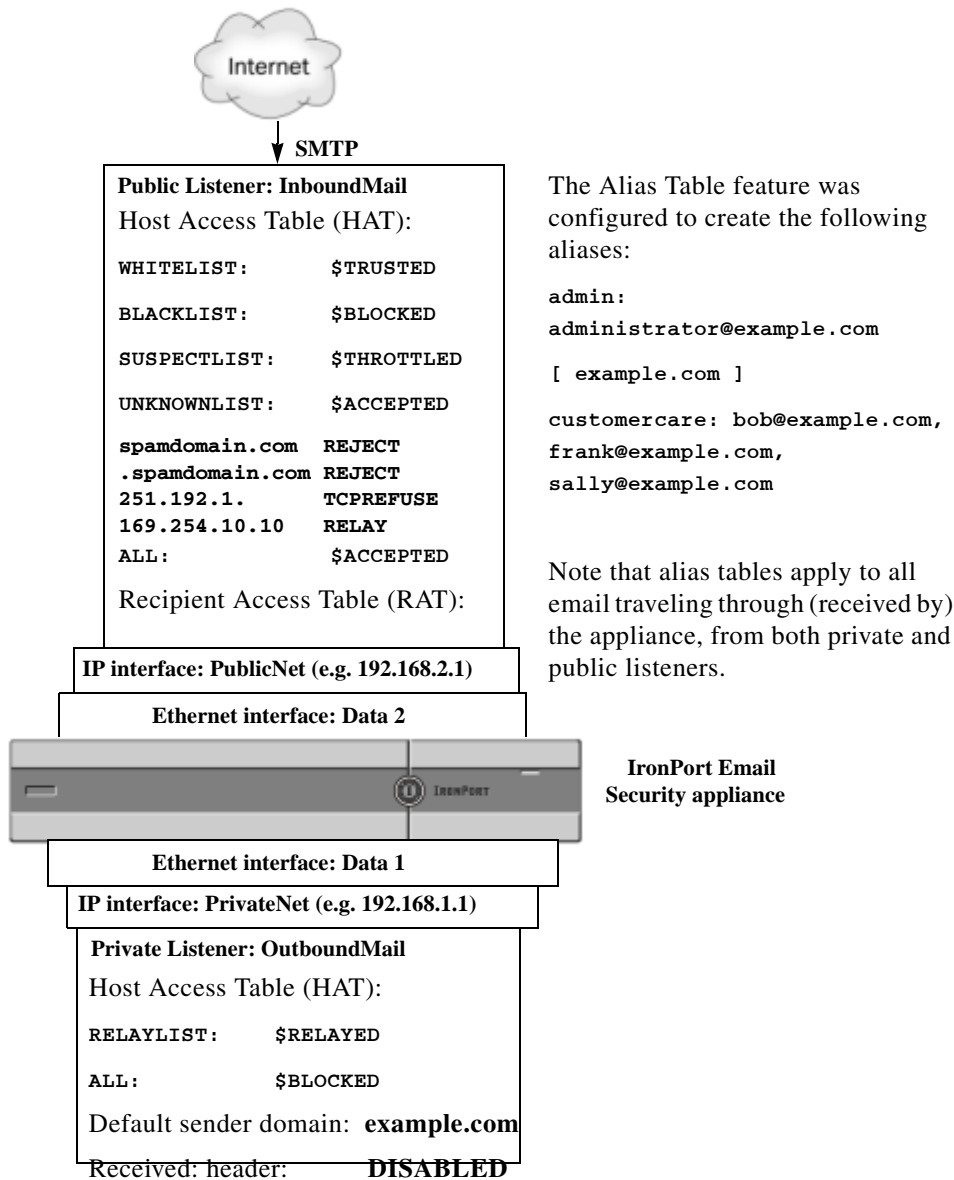 Internet
SMTP
Public Listener: InboundMail
Host Access Table (HAT):
WHITELIST: $TRUSTED
BLACKLIST: $BLOCKED
SUSPECTLIST: $THROTTLED
UNKNOWNLIST: $ACCEPTED
spamdomain.com REJECT
.spamdomain.com REJECT
251.192.1. TCPREFUSE
169.254.10.10 RELAY
ALL: $ACCEPTED
Recipient Access Table (RAT):
The Alias Table feature was
configured to create the following
aliases:
admin:
administrator@example.com
[ example.com ]
customercare: bob@example.com,
frank@example.com,
sally@example.com
Note that alias tables apply to all
email traveling through (received by)
the appliance, from both private and
public listeners.
IP interface: PublicNet (e.g. 192.168.2.1)
Ethernet interface: Data 2
IRONPORT
IronPort Email
Security appliance
Ethernet interface: Data 1
IP interface: PrivateNet (e.g. 192.168.1.1)
Private Listener: OutboundMail
Host Access Table (HAT):
RELAYLIST: $RELAYED
ALL: $BLOCKED
Default sender domain: example.com
Received: header: DISABLED